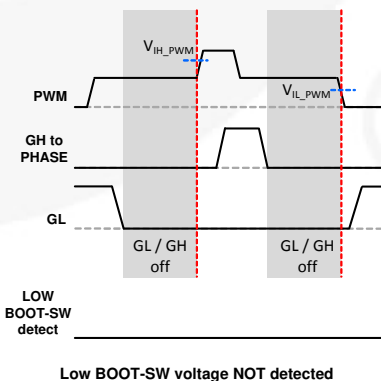 V_IH_PWM
PWM
V_IL_PWM
GH to
PHASE
GL
GL / GH
off
GL / GH
off
LOW
BOOT-SW
detect
Low BOOT-SW voltage NOT detected